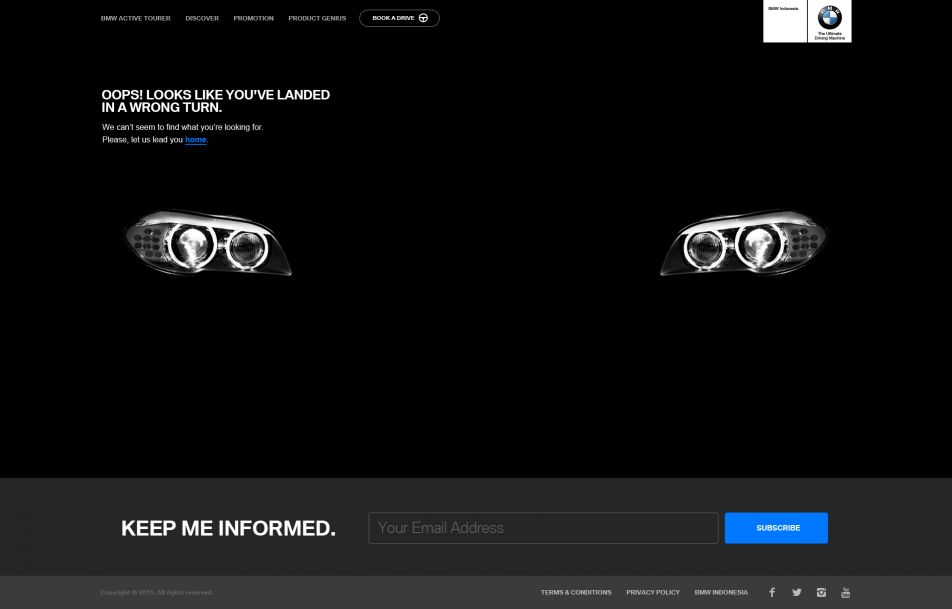 BMW ACTIVE TOURER DISCOVER PROMOTION PRODUCT GENIUS BOOK A DRIVE
BMW Indonesia
The Ultimate
Driving Machine
OOPS! LOOKS LIKE YOU'VE LANDED
IN A WRONG TURN.
We can't seem to find what you're looking for.
Please, let us lead you home.
KEEP ME INFORMED.
Your Email Address
SUBSCRIBE
Copyright © 2015. All rights reserved.
TERMS & CONDITIONS PRIVACY POLICY BMW INDONESIA